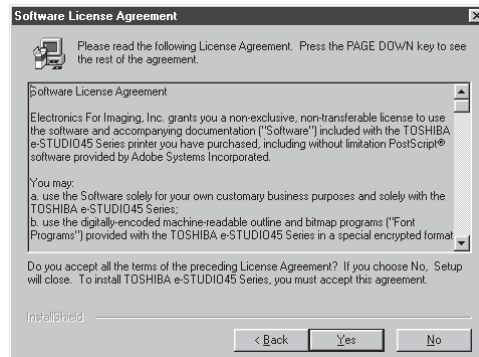 Software License Agreement
Please read the following License Agreement. Press the PAGE DOWN key to see
the rest of the agreement.
Software License Agreement
Electronics For Imaging, Inc. grants you a non-exclusive, non-transferable license to use
the software and accompanying documentation ("Software") included with the TOSHIBA
e-STUDIO45 Series printer you have purchased, including without limitation PostScript®
software provided by Adobe Systems Incorporated.
You may:
a. use the Software solely for your own customary business purposes and solely with the
TOSHIBA e-STUDIO45 Series;
b. use the digitally-encoded machine-readable outline and bitmap programs ("Font
Programs") provided with the TOSHIBA e-STUDIO45 Series in a special encrypted format
Do you accept all the terms of the preceding License Agreement? If you choose No, Setup
will close. To install TOSHIBA e-STUDIO45 Series, you must accept this agreement.
InstallShield
< Back Yes No